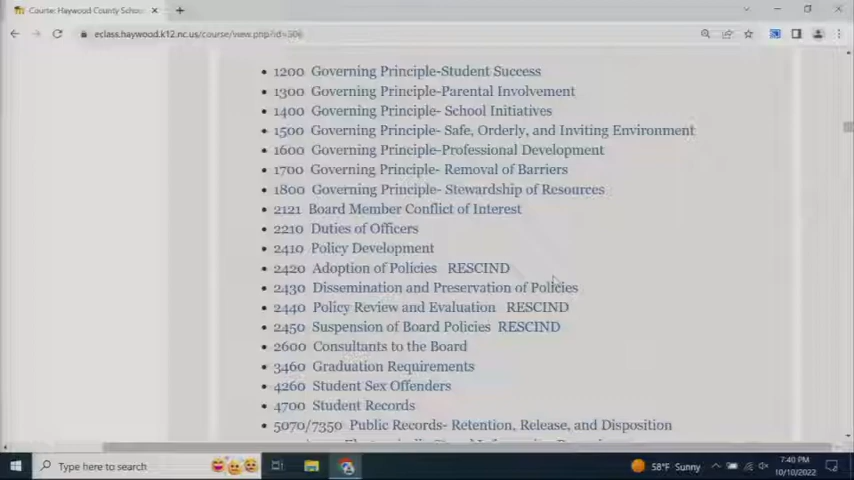 Course: Haywood County School
eclass.haywood.k12.nc.us/course/view.php?id=306
1200 Governing Principle-Student Success
1300 Governing Principle-Parental Involvement
1400 Governing Principle- School Initiatives
1500 Governing Principle- Safe, Orderly, and Inviting Environment
1600 Governing Principle-Professional Development
1700 Governing Principle- Removal of Barriers
1800 Governing Principle- Stewardship of Resources
2121 Board Member Conflict of Interest
2210 Duties of Officers
2410 Policy Development
2420 Adoption of Policies RESCIND
2430 Dissemination and Preservation of Policies
2440 Policy Review and Evaluation RESCIND
2450 Suspension of Board Policies RESCIND
2600 Consultants to the Board
3460 Graduation Requirements
4260 Student Sex Offenders
4700 Student Records
5070/7350 Public Records- Retention, Release, and Disposition
Type here to search
58°F Sunny
7:40 PM
10/10/2022